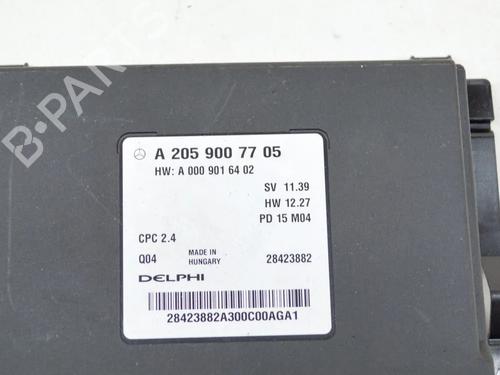 B-PARTS
A 205 900 77 05
HW: A 000 901 64 02
SV 11.39
HW 12.27
PD 15 M04
CPC 2.4
Q04 MADE IN HUNGARY 28423882
DELPHI
28423882A300C00AGA1